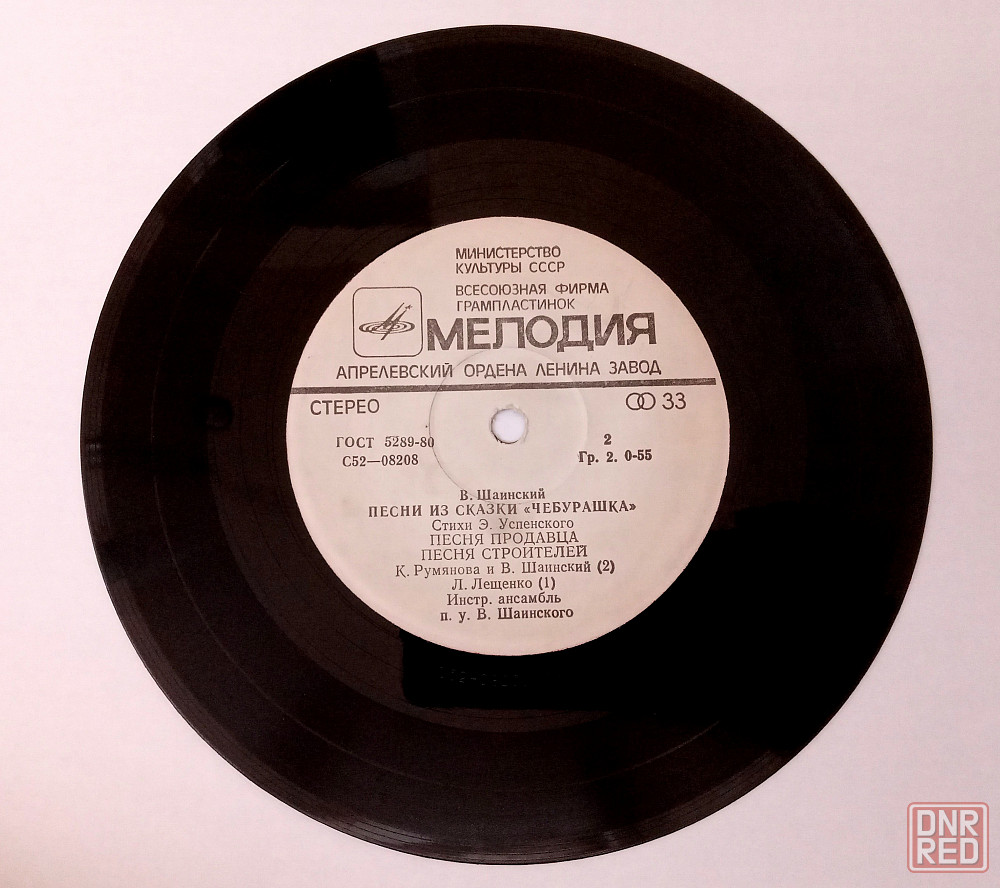 МИНИСТЕРСТВО
КУЛЬТУРЫ СССР
ВСЕСОЮЗНАЯ ФИРМА
ГРАМПЛАСТИНОК
МЕЛОДИЯ
АПРЕЛЕВСКИЙ ОРДЕНА ЛЕНИНА ЗАВОД
СТЕРЕО 33
ГОСТ 5289-80 2
С52—08208 Гр. 2. 0-55
В. Шаинский
ПЕСНИ ИЗ СКАЗКИ «ЧЕБУРАШКА»
Стихи Э. Успенского
ПЕСНЯ ПРОДАВЦА
ПЕСНЯ СТРОИТЕЛЕЙ
К. Румянова и В. Шаинский (2)
Л. Лещенко (1)
Инстр. ансамбль
п. у. В. Шаинского
DNR
RED